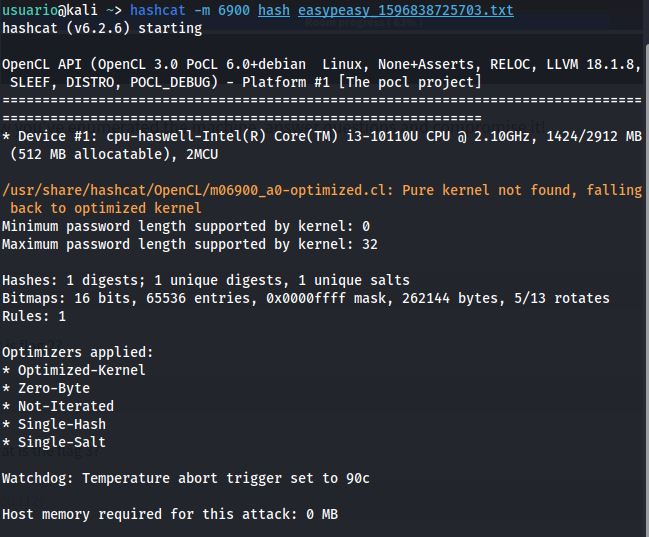 usuario@kali ~> hashcat -m 6900 hash easypeasy_1596838725703.txt
hashcat (v6.2.6) starting
OpenCL API (OpenCL 3.0 PoCL 6.0+debian  Linux, None+Asserts, RELOC, LLVM 18.1.8,
 SLEEF, DISTRO, POCL_DEBUG) - Platform #1 [The pocl project]
================================================================================
====================================================
* Device #1: cpu-haswell-Intel(R) Core(TM) i3-10110U CPU @ 2.10GHz, 1424/2912 MB
 (512 MB allocatable), 2MCU
/usr/share/hashcat/OpenCL/m06900_a0-optimized.cl: Pure kernel not found, falling
 back to optimized kernel
Minimum password length supported by kernel: 0
Maximum password length supported by kernel: 32
Hashes: 1 digests; 1 unique digests, 1 unique salts
Bitmaps: 16 bits, 65536 entries, 0x0000ffff mask, 262144 bytes, 5/13 rotates
Rules: 1
Optimizers applied:
* Optimized-Kernel
* Zero-Byte
* Not-Iterated
* Single-Hash
* Single-Salt
Watchdog: Temperature abort trigger set to 90c
Host memory required for this attack: 0 MB